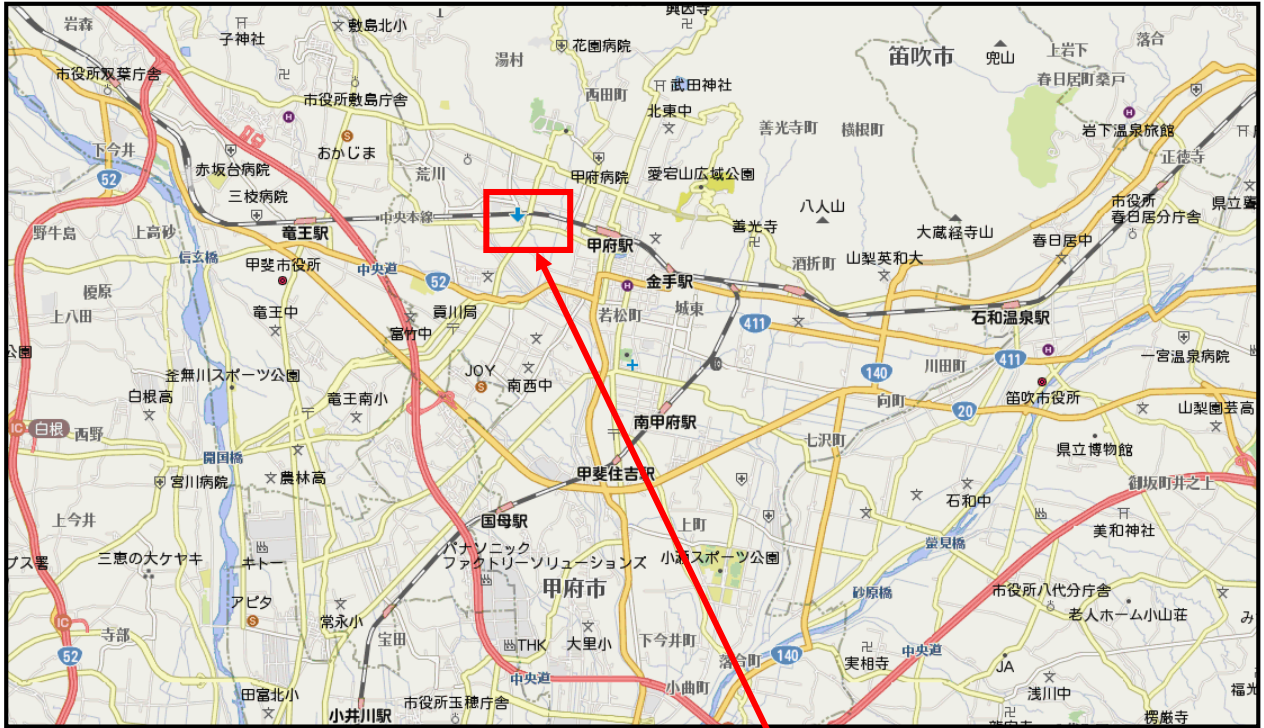 岩森
子神社
敷島北小
湯村
花園病院
笛吹市
兜山
上岩下
落合
市役所双葉庁舎
市役所敷島庁舎
西田町
武田神社
北東中
春日居町桑戸
岩下温泉旅館
下今井
52
赤坂台病院
おかじま
荒川
甲府病院
愛宕山広域公園
善光寺町
横根町
正徳寺
三枝病院
中央本線
八人山
市役所
春日居分庁舎
県立
野牛島
上高砂
竜王駅
甲府駅
善光寺
大蔵経寺山
春日居中
信玄橋
甲斐市役所
中央道
52
金手駅
酒折町
山梨英和大
榎原
上八田
竜王中
貢川局
富竹中
若松町
城東
411
石和温泉駅
公園
釜無川スポーツ公園
JOY
南西中
140
川田町
411
一宮温泉病院
白根高
竜王南小
向町
20
笛吹市役所
山梨園芸高
IC
白根
西野
開国橋
南甲府駅
七沢町
県立博物館
宮川病院
農林高
甲斐住吉駅
石和中
御坂町井之上
上今井
国母駅
上町
美和神社
プス署
三恵の大ケヤキ
キトー
パナソニック
ファクトリーソリューションズ
小瀬スポーツ公園
蛍見橋
甲府市
砂原橋
市役所八代分庁舎
アピタ
老人ホーム小山荘
み
IC
寺部
常永小
宝田
THK
大里小
下今井町
52
落合町
140
実相寺
中央道
JA
田富北小
市役所玉穂庁舎
中央道
小曲町
浅川中
福光
小井川駅
楞厳寺